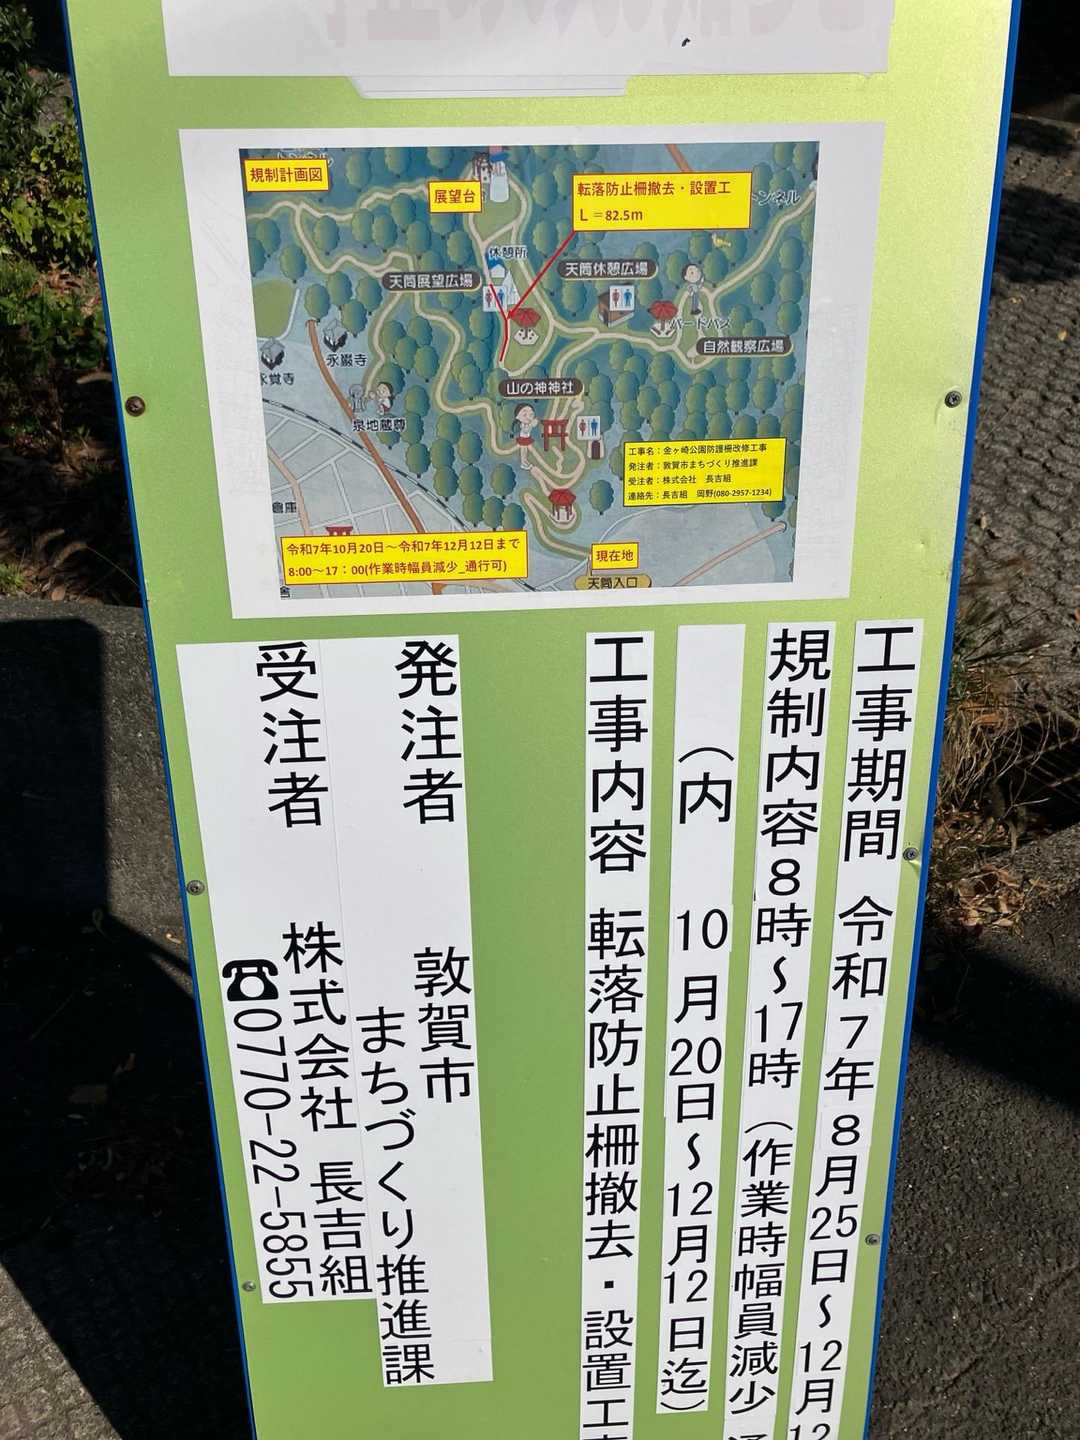 規制計画図
展望台
転落防止柵撤去・設置工
L＝82.5m
トンネル
休憩所
天筒展望広場
天筒休憩広場
バードバス
自然観察広場
永厳寺
永覚寺
山の神神社
泉地蔵尊
倉庫
工事名：金ヶ崎公園防護柵改修工事
発注者：敦賀市まちづくり推進課
受注者：株式会社　長吉組
連絡先：長吉組　岡野(080-2957-1234)
令和7年10月20日～令和7年12月12日まで
8:00～17：00(作業時幅員減少_通行可)
現在地
天筒入口
工事期間　令和７年８月25日～12月12
規制内容８時～17時（作業時幅員減少　通
（内　10月20日～12月12日迄）
工事内容　転落防止柵撤去・設置工
発注者　敦賀市
まちづくり推進課
受注者　株式会社　長吉組
☎0770-22-5855